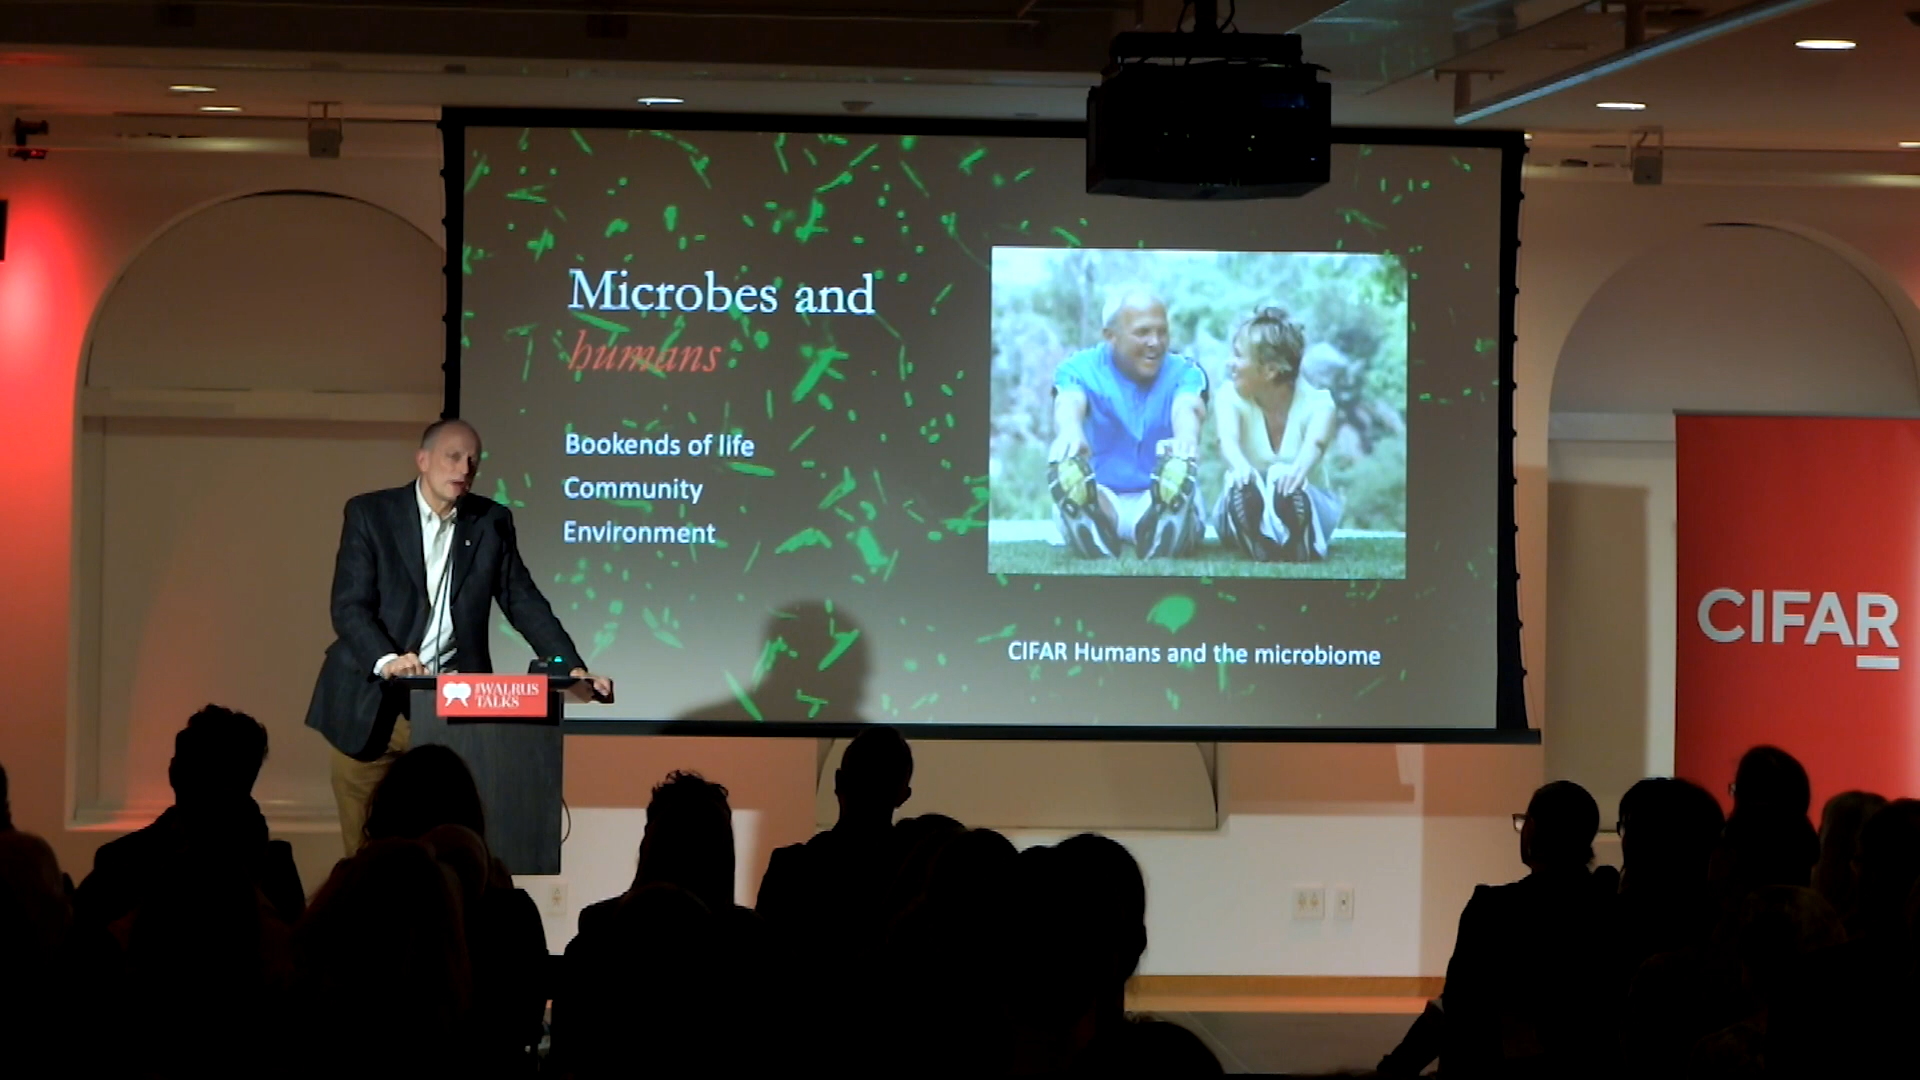 Microbes and
humans
Bookends of life
Community
Environment
CIFAR Humans and the microbiome
THE WALRUS
TALKS
CIFAR